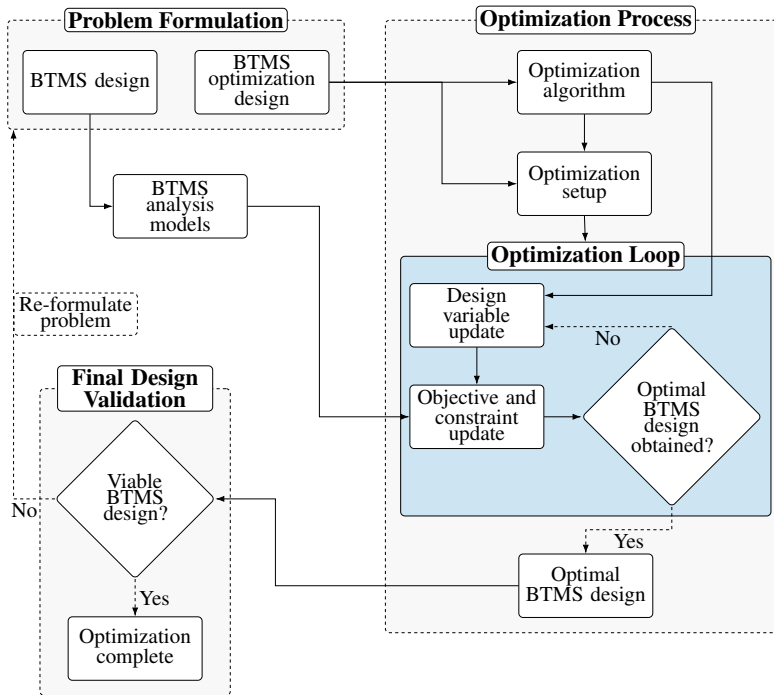 Problem Formulation
BTMS design
BTMS
optimization
design
BTMS
analysis
models
Re-formulate
problem
Optimization Process
Optimization
algorithm
Optimization
setup
Optimization Loop
Design
variable
update
No
Objective and
constraint
update
Optimal
BTMS
design
obtained?
Yes
Optimal
BTMS design
Final Design
Validation
Viable
BTMS
design?
No
Yes
Optimization
complete